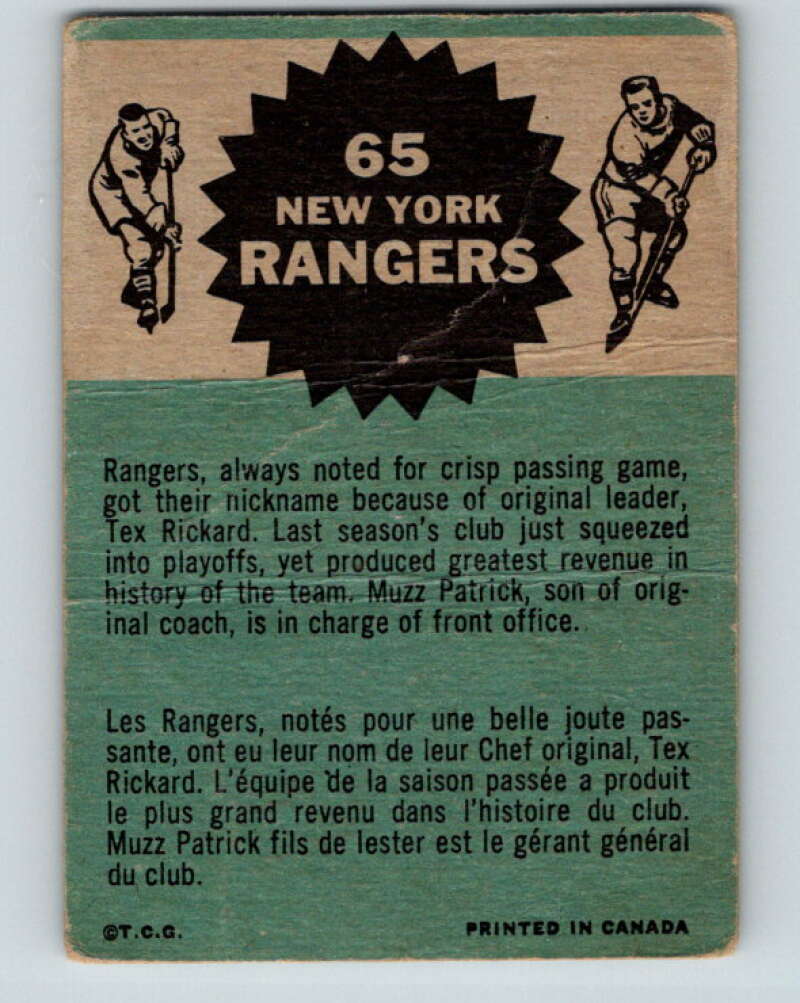 65
NEW YORK
RANGERS
Rangers, always noted for crisp passing game,
got their nickname because of original leader,
Tex Rickard. Last season's club just squeezed
into playoffs, yet produced greatest revenue in
history of the team. Muzz Patrick, son of orig-
inal coach, is in charge of front office.
Les Rangers, notés pour une belle joute pas-
sante, ont eu leur nom de leur Chef original, Tex
Rickard. L'équipe de la saison passée a produit
le plus grand revenu dans l'histoire du club.
Muzz Patrick fils de lester est le gérant général
du club.
©T.C.G. PRINTED IN CANADA